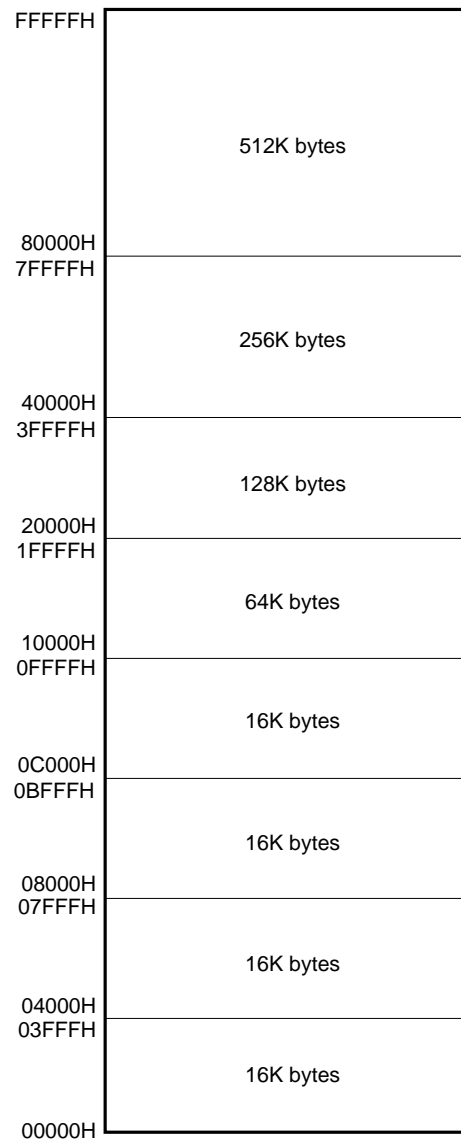 FFFFFH
512K bytes
80000H
7FFFFH
256K bytes
40000H
3FFFFH
128K bytes
20000H
1FFFFH
64K bytes
10000H
0FFFFH
16K bytes
0C000H
0BFFFH
16K bytes
08000H
07FFFH
16K bytes
04000H
03FFFH
16K bytes
00000H